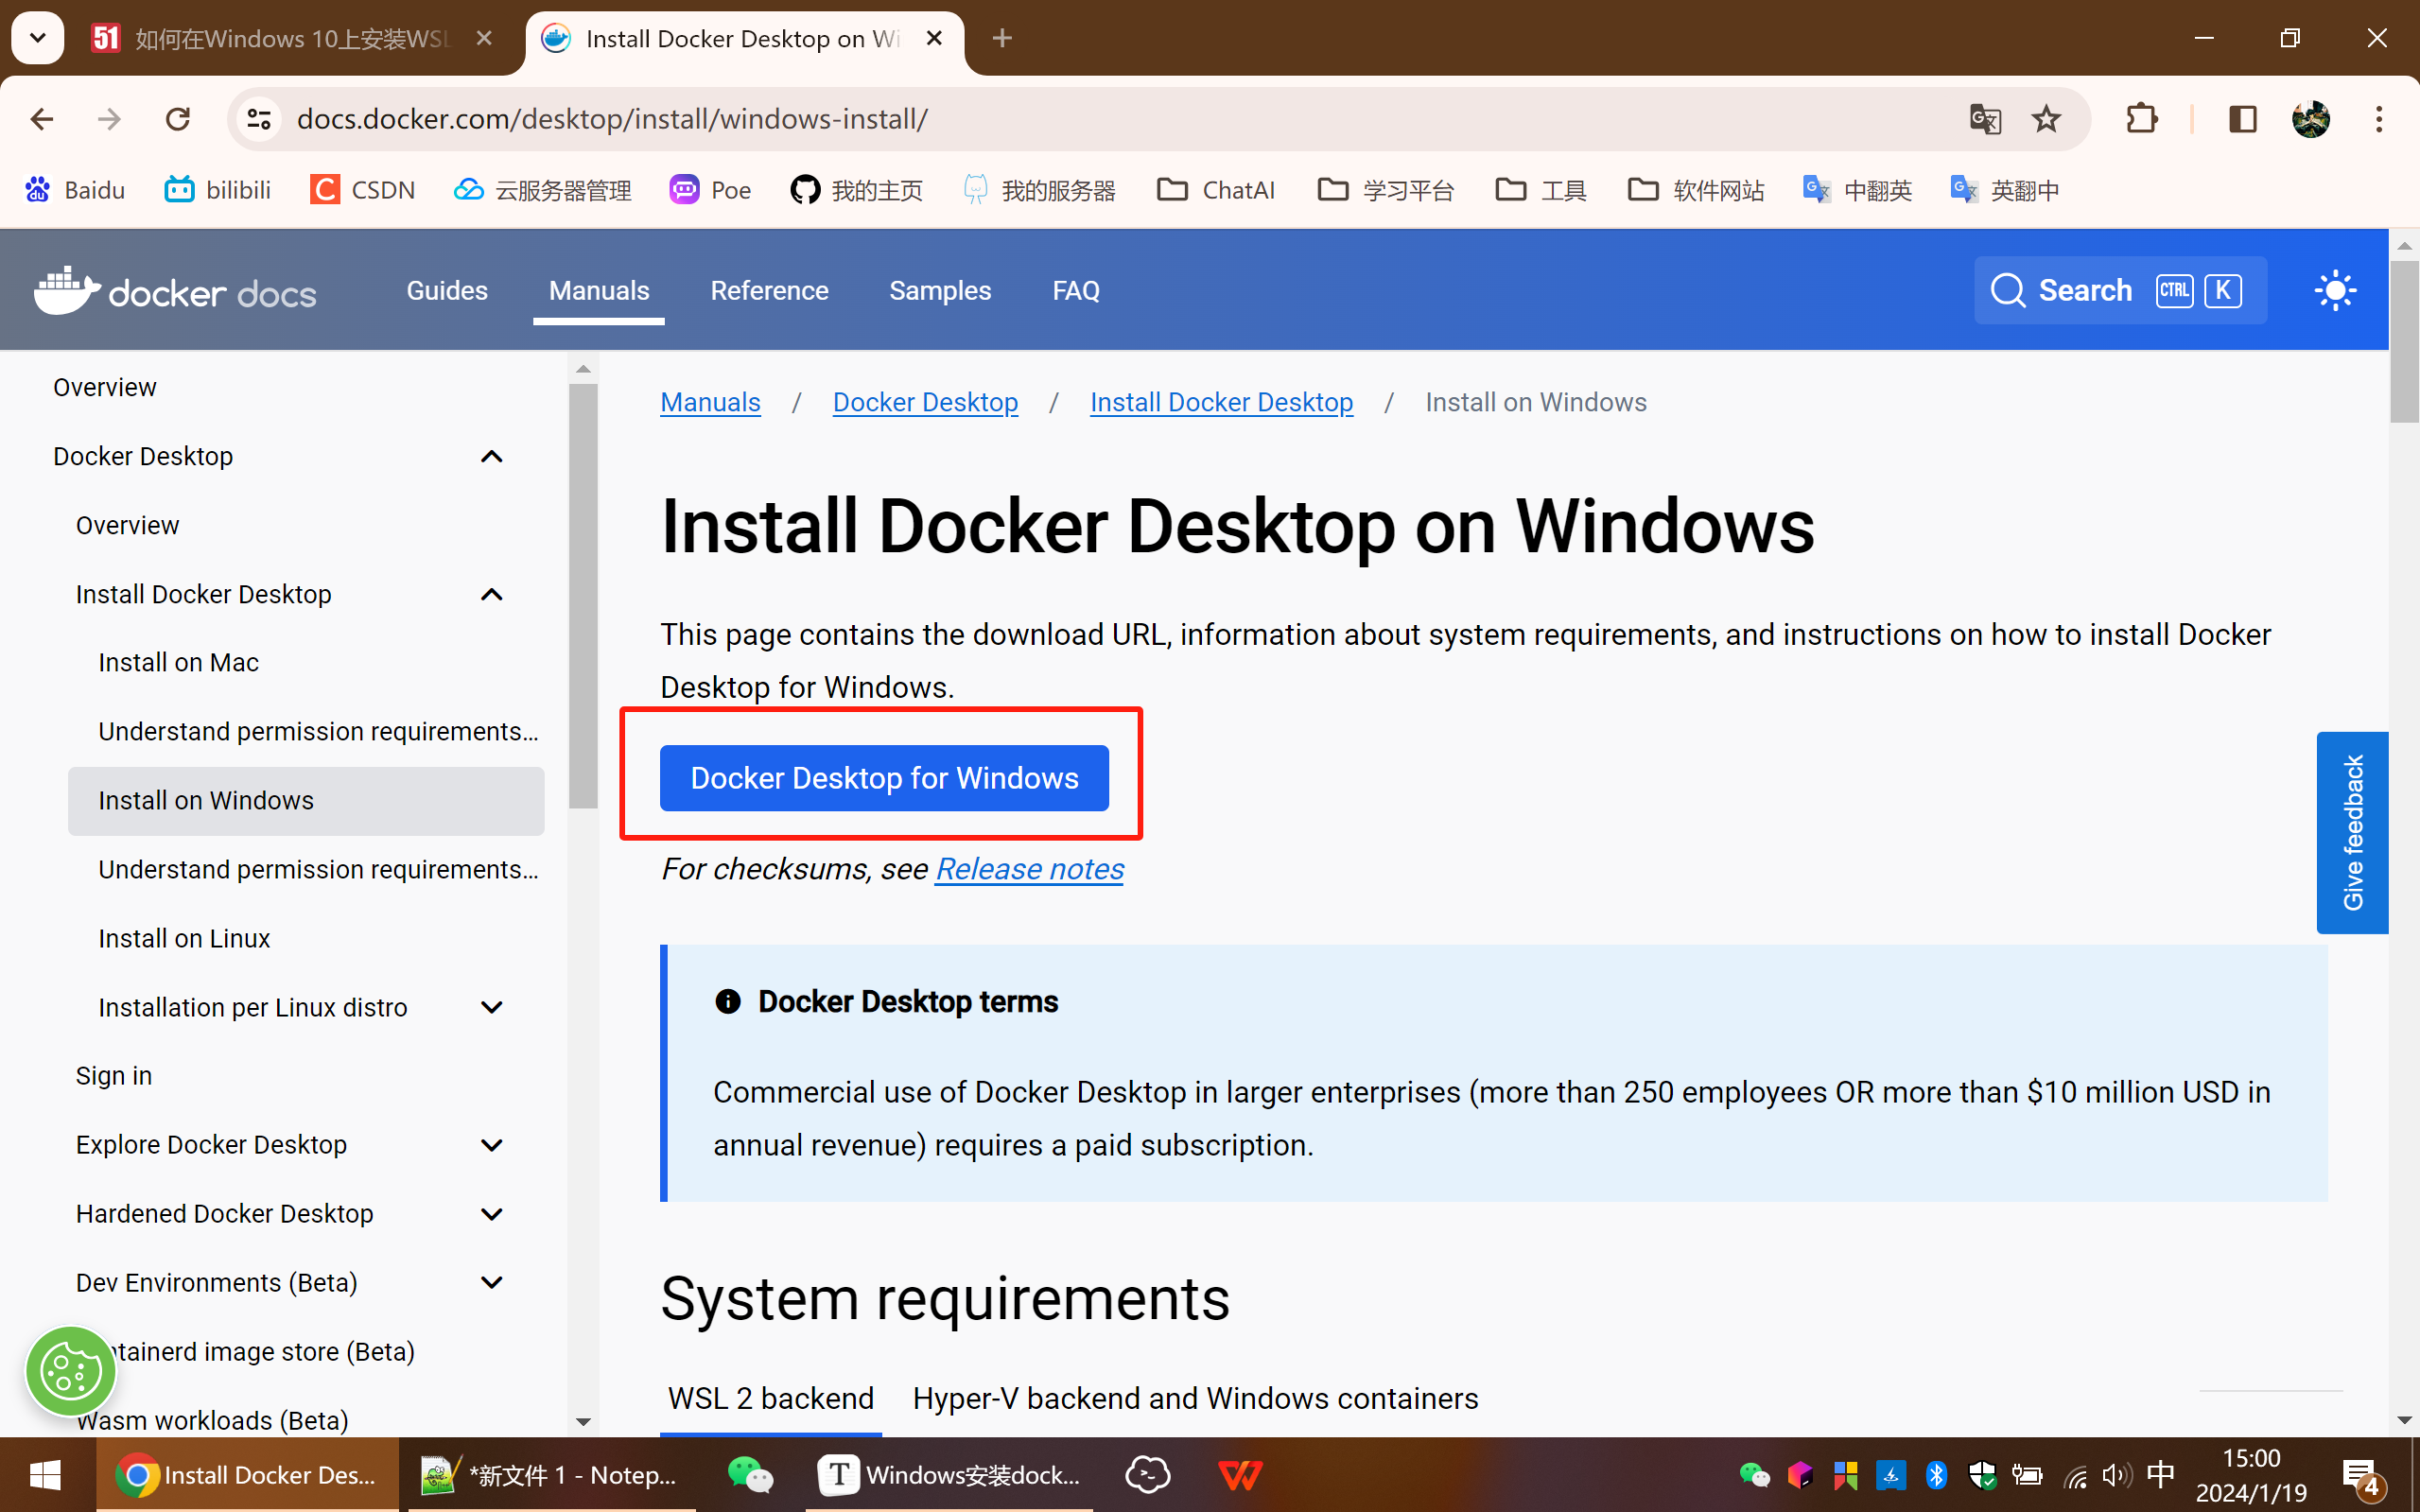 51 如何在Windows 10上安装WSL
Install Docker Desktop on Wi
docs.docker.com/desktop/install/windows-install/
Baidu bilibili CSDN 云服务器管理 Poe 我的主页 我的服务器 ChatAI 学习平台 工具 软件网站 中翻英 英翻中
docker docs Guides Manuals Reference Samples FAQ Search CTRL K
Overview
Docker Desktop
Overview
Install Docker Desktop
Install on Mac
Understand permission requirements...
Install on Windows
Understand permission requirements...
Install on Linux
Installation per Linux distro
Sign in
Explore Docker Desktop
Hardened Docker Desktop
Dev Environments (Beta)
ntainerd image store (Beta)
Wasm workloads (Beta)
Manuals / Docker Desktop / Install Docker Desktop / Install on Windows
Install Docker Desktop on Windows
This page contains the download URL, information about system requirements, and instructions on how to install Docker
Desktop for Windows.
Docker Desktop for Windows
For checksums, see Release notes
Docker Desktop terms
Commercial use of Docker Desktop in larger enterprises (more than 250 employees OR more than $10 million USD in
annual revenue) requires a paid subscription.
System requirements
WSL 2 backend Hyper-V backend and Windows containers
Give feedback
Install Docker Des... *新文件 1 - Notep... T Windows安装dock... 中 15:00
2024/1/19 4